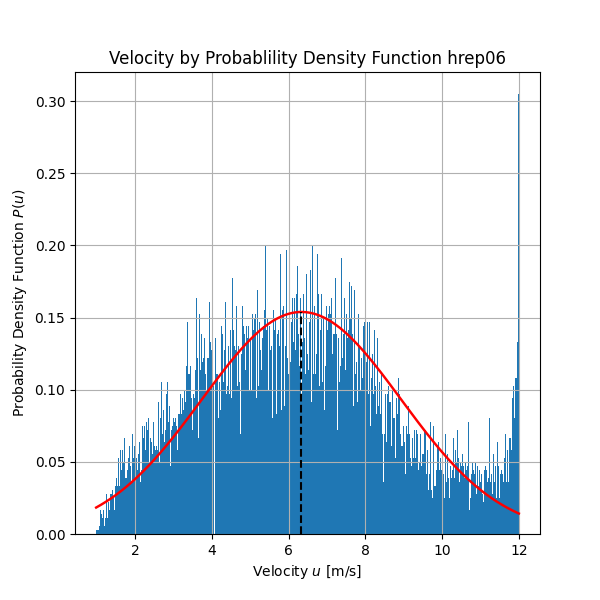 Velocity by Probablility Density Function hrep06
0.30
0.25
0.20
0.15
0.10
0.05
0.00
Probability Density Function P(u)
2 4 6 8 10 12
Velocity u [m/s]